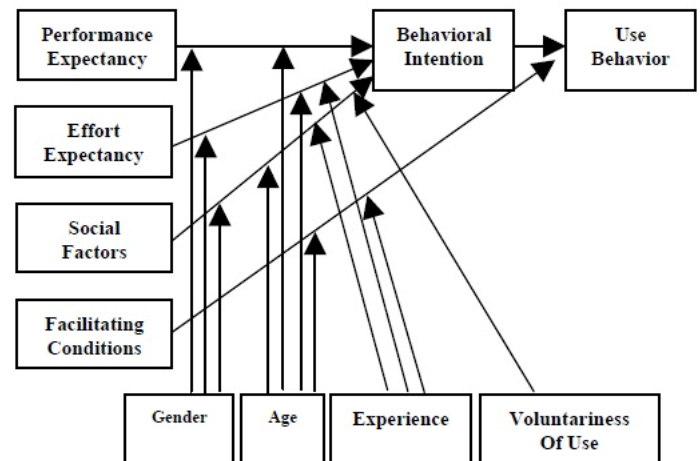 Performance
Expectancy
Behavioral
Intention
Use
Behavior
Effort
Expectancy
Social
Factors
Facilitating
Conditions
Gender
Age
Experience
Voluntariness
Of Use